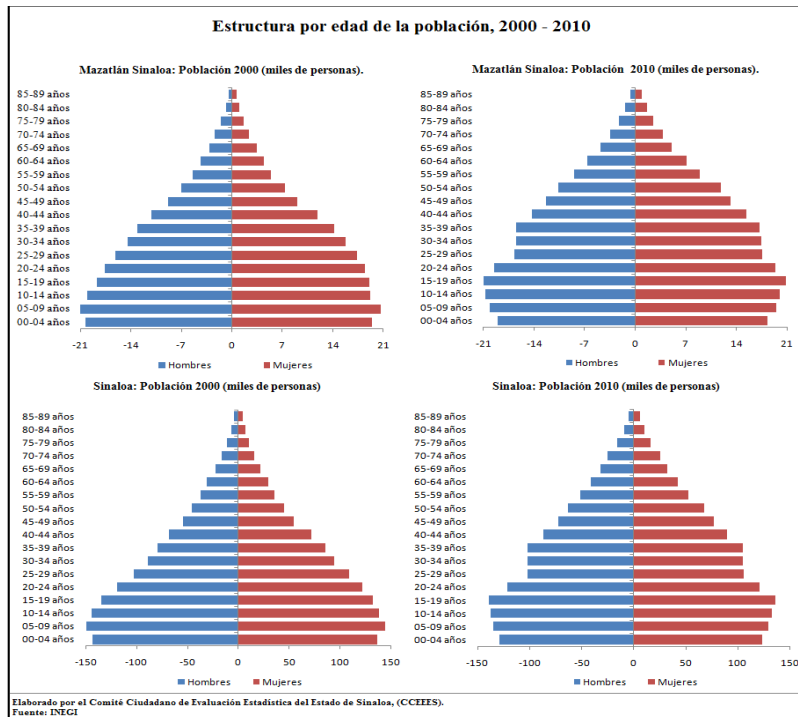 Estructura por edad de la población, 2000 - 2010
Mazatlán Sinaloa: Población 2000 (miles de personas).
85-89 años
80-84 años
75-79 años
70-74 años
65-69 años
60-64 años
55-59 años
50-54 años
45-49 años
40-44 años
35-39 años
30-34 años
25-29 años
20-24 años
15-19 años
10-14 años
05-09 años
00-04 años
-21 -14 -7 0 7 14 21
Hombres Mujeres
Mazatlán Sinaloa: Población 2010 (miles de personas).
85-89 años
80-84 años
75-79 años
70-74 años
65-69 años
60-64 años
55-59 años
50-54 años
45-49 años
40-44 años
35-39 años
30-34 años
25-29 años
20-24 años
15-19 años
10-14 años
05-09 años
00-04 años
-21 -14 -7 0 7 14 21
Hombres Mujeres
Sinaloa: Población 2000 (miles de personas)
85-89 años
80-84 años
75-79 años
70-74 años
65-69 años
60-64 años
55-59 años
50-54 años
45-49 años
40-44 años
35-39 años
30-34 años
25-29 años
20-24 años
15-19 años
10-14 años
05-09 años
00-04 años
-150 -100 -50 0 50 100 150
Hombres Mujeres
Sinaloa: Población 2010 (miles de personas)
85-89 años
80-84 años
75-79 años
70-74 años
65-69 años
60-64 años
55-59 años
50-54 años
45-49 años
40-44 años
35-39 años
30-34 años
25-29 años
20-24 años
15-19 años
10-14 años
05-09 años
00-04 años
-150 -100 -50 0 50 100 150
Hombres Mujeres
Elaborado por el Comité Ciudadano de Evaluación Estadística del Estado de Sinaloa, (CCEEES).
Fuente: INEGI